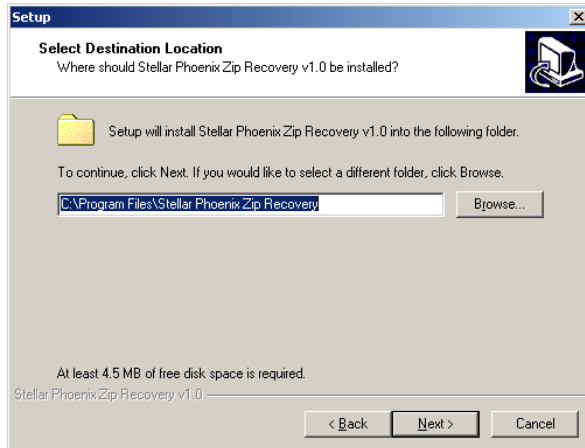 Setup
Select Destination Location
Where should Stellar Phoenix Zip Recovery v1.0 be installed?
Setup will install Stellar Phoenix Zip Recovery v1.0 into the following folder.
To continue, click Next. If you would like to select a different folder, click Browse.
C:\Program Files\Stellar Phoenix Zip Recovery
Browse...
At least 4.5 MB of free disk space is required.
Stellar Phoenix Zip Recovery v1.0
< Back
Next >
Cancel